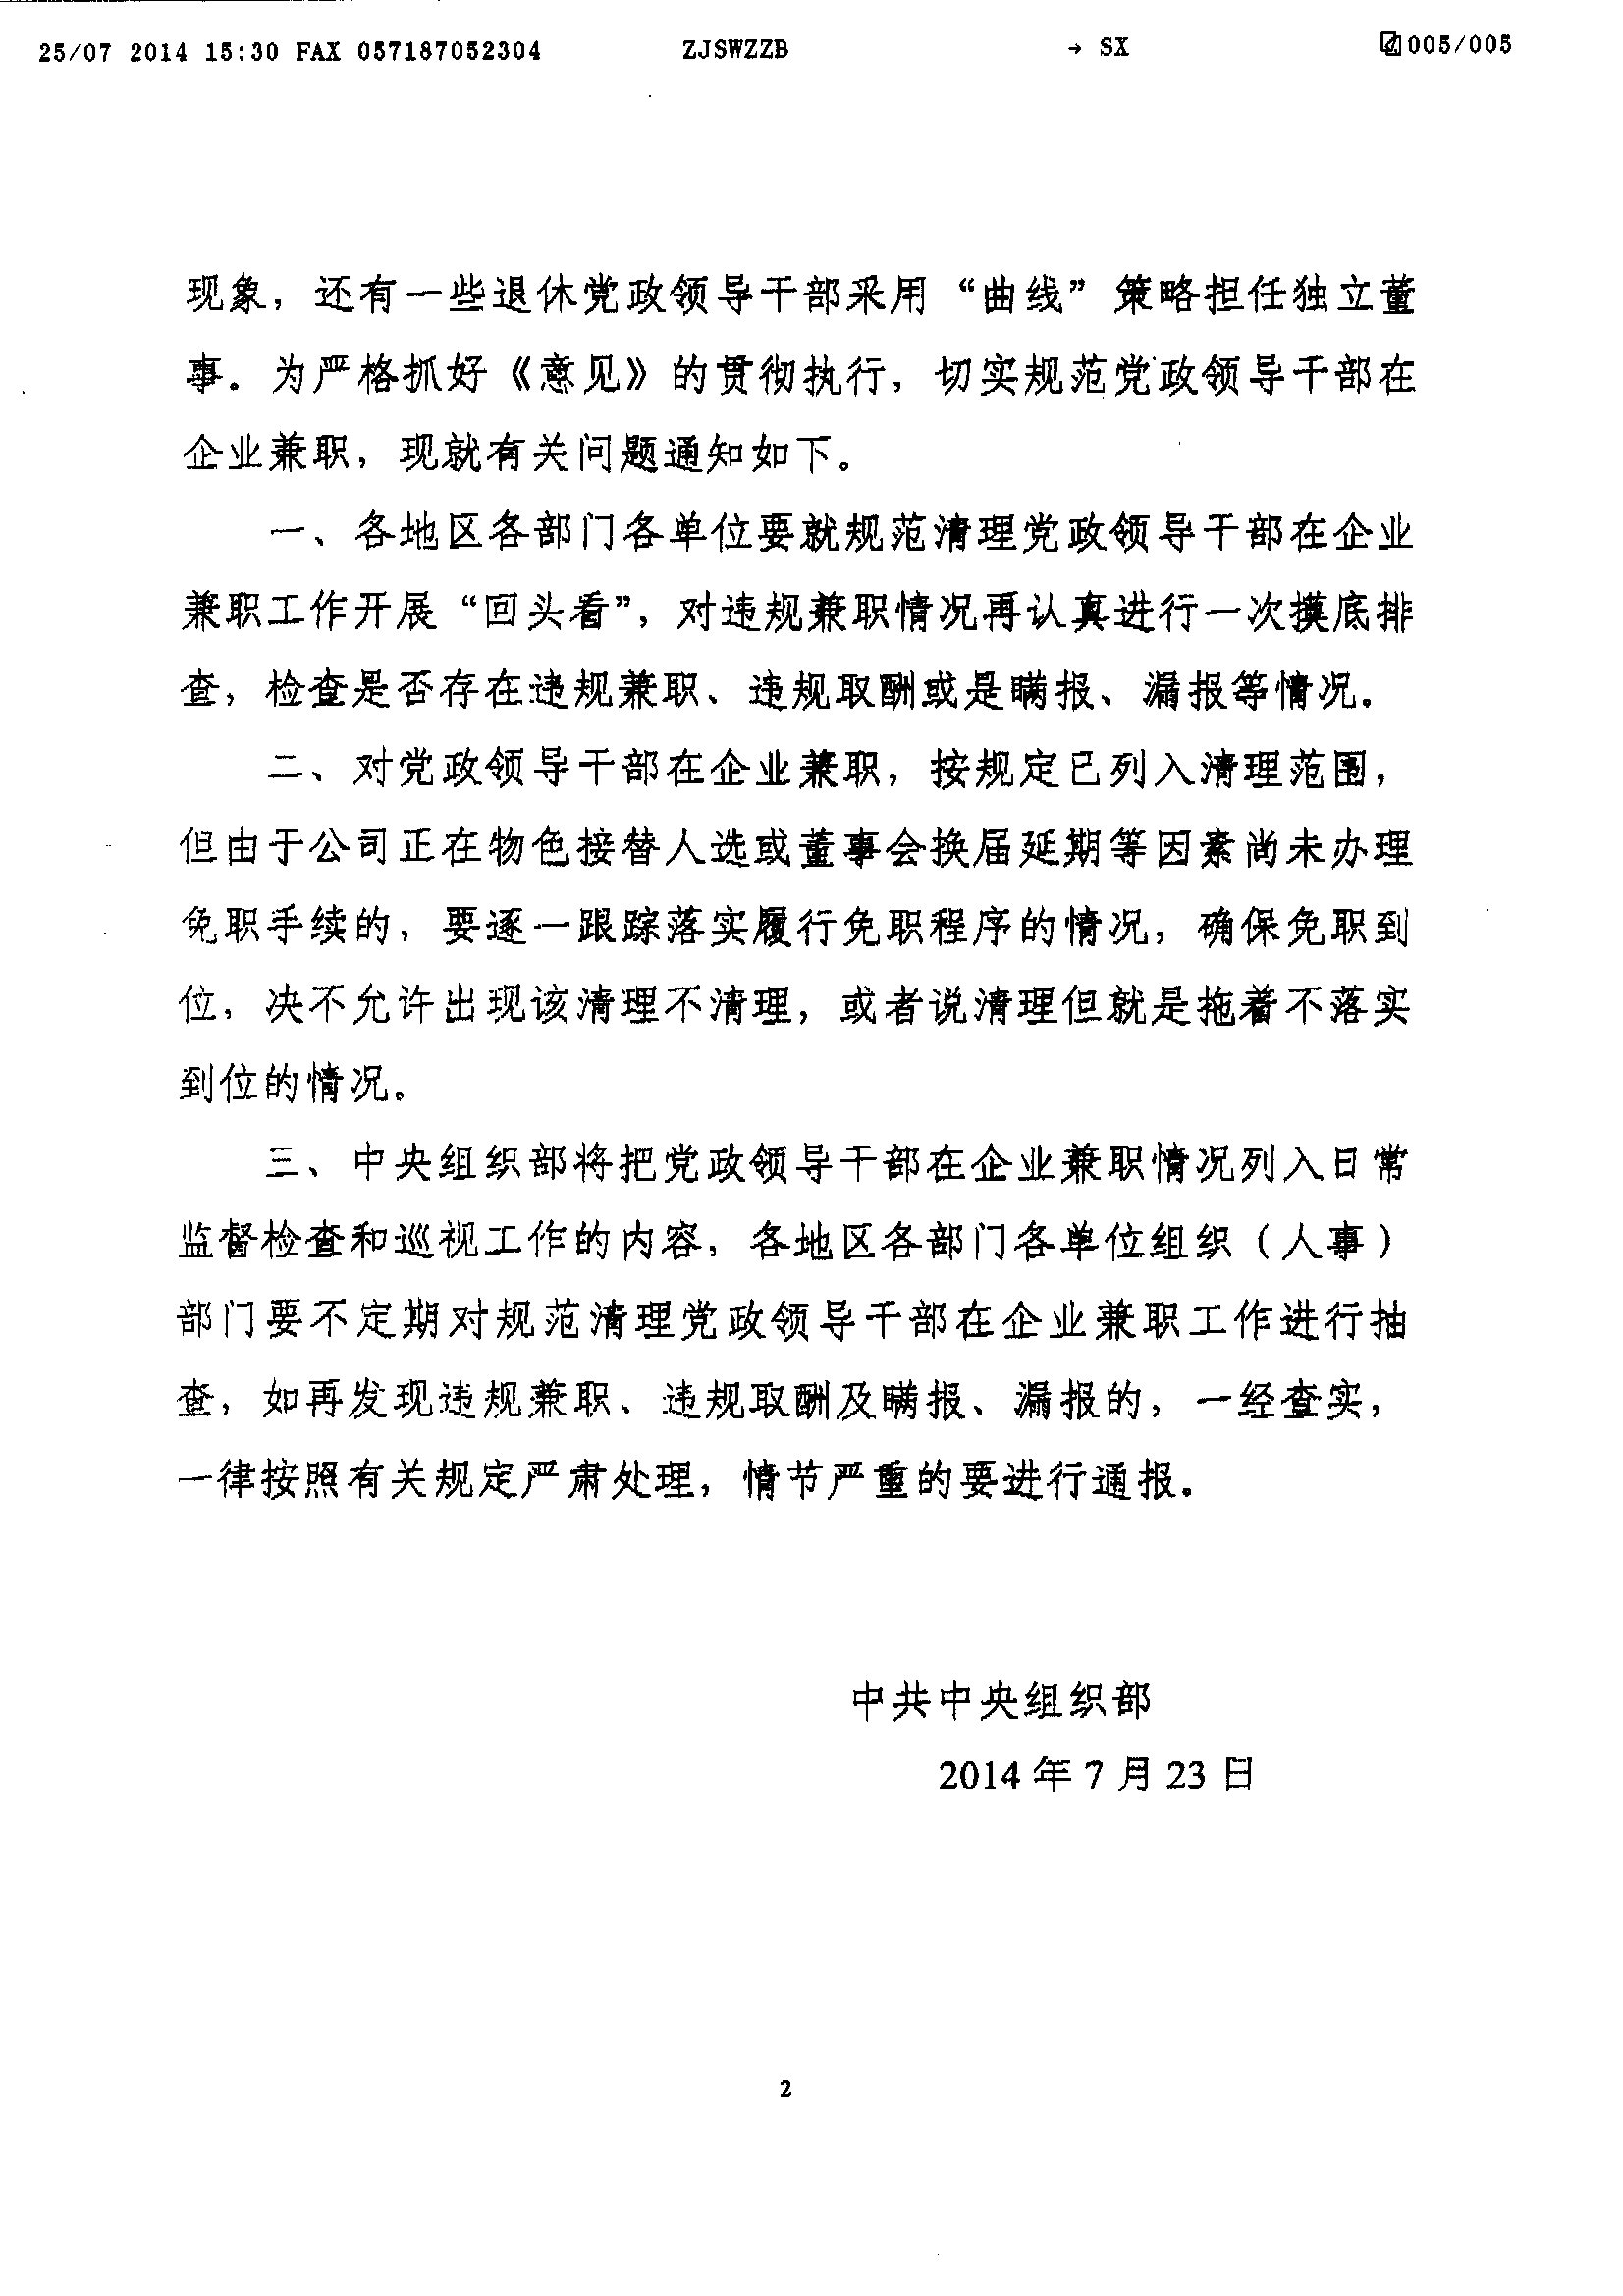 25/07 2014 15:30 FAX 057187052304 ZJSWZZB → SX 005/005
现象，还有一些退休党政领导干部采用“曲线”策略担任独立董
事。为严格抓好《意见》的贯彻执行，切实规范党政领导干部在
企业兼职，现就有关问题通知如下。
一、各地区各部门各单位要就规范清理党政领导干部在企业
兼职工作开展“回头看”，对违规兼职情况再认真进行一次摸底排
查，检查是否存在违规兼职、违规取酬或是瞒报、漏报等情况。
二、对党政领导干部在企业兼职，按规定已列入清理范围，
但由于公司正在物色接替人选或董事会换届延期等因素尚未办理
免职手续的，要逐一跟踪落实履行免职程序的情况，确保免职到
位，决不允许出现该清理不清理，或者说清理但就是拖着不落实
到位的情况。
三、中央组织部将把党政领导干部在企业兼职情况列入日常
监督检查和巡视工作的内容，各地区各部门各单位组织（人事）
部门要不定期对规范清理党政领导干部在企业兼职工作进行抽
查，如再发现违规兼职、违规取酬及瞒报、漏报的，一经查实，
一律按照有关规定严肃处理，情节严重的要进行通报。
中共中央组织部
2014 年 7 月 23 日
2